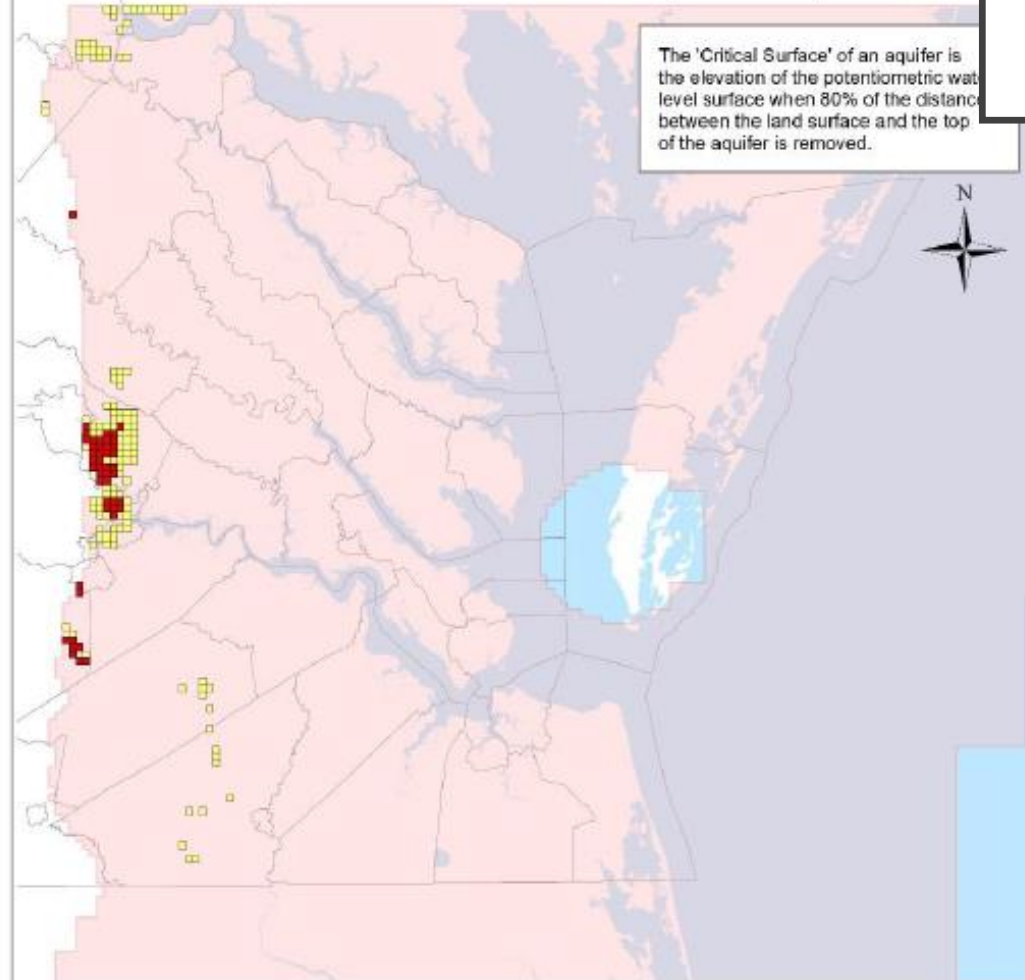 The 'Critical Surface' of an aquifer is
the elevation of the potentiometric wat
level surface when 80% of the distance
between the land surface and the top
of the aquifer is removed.
N